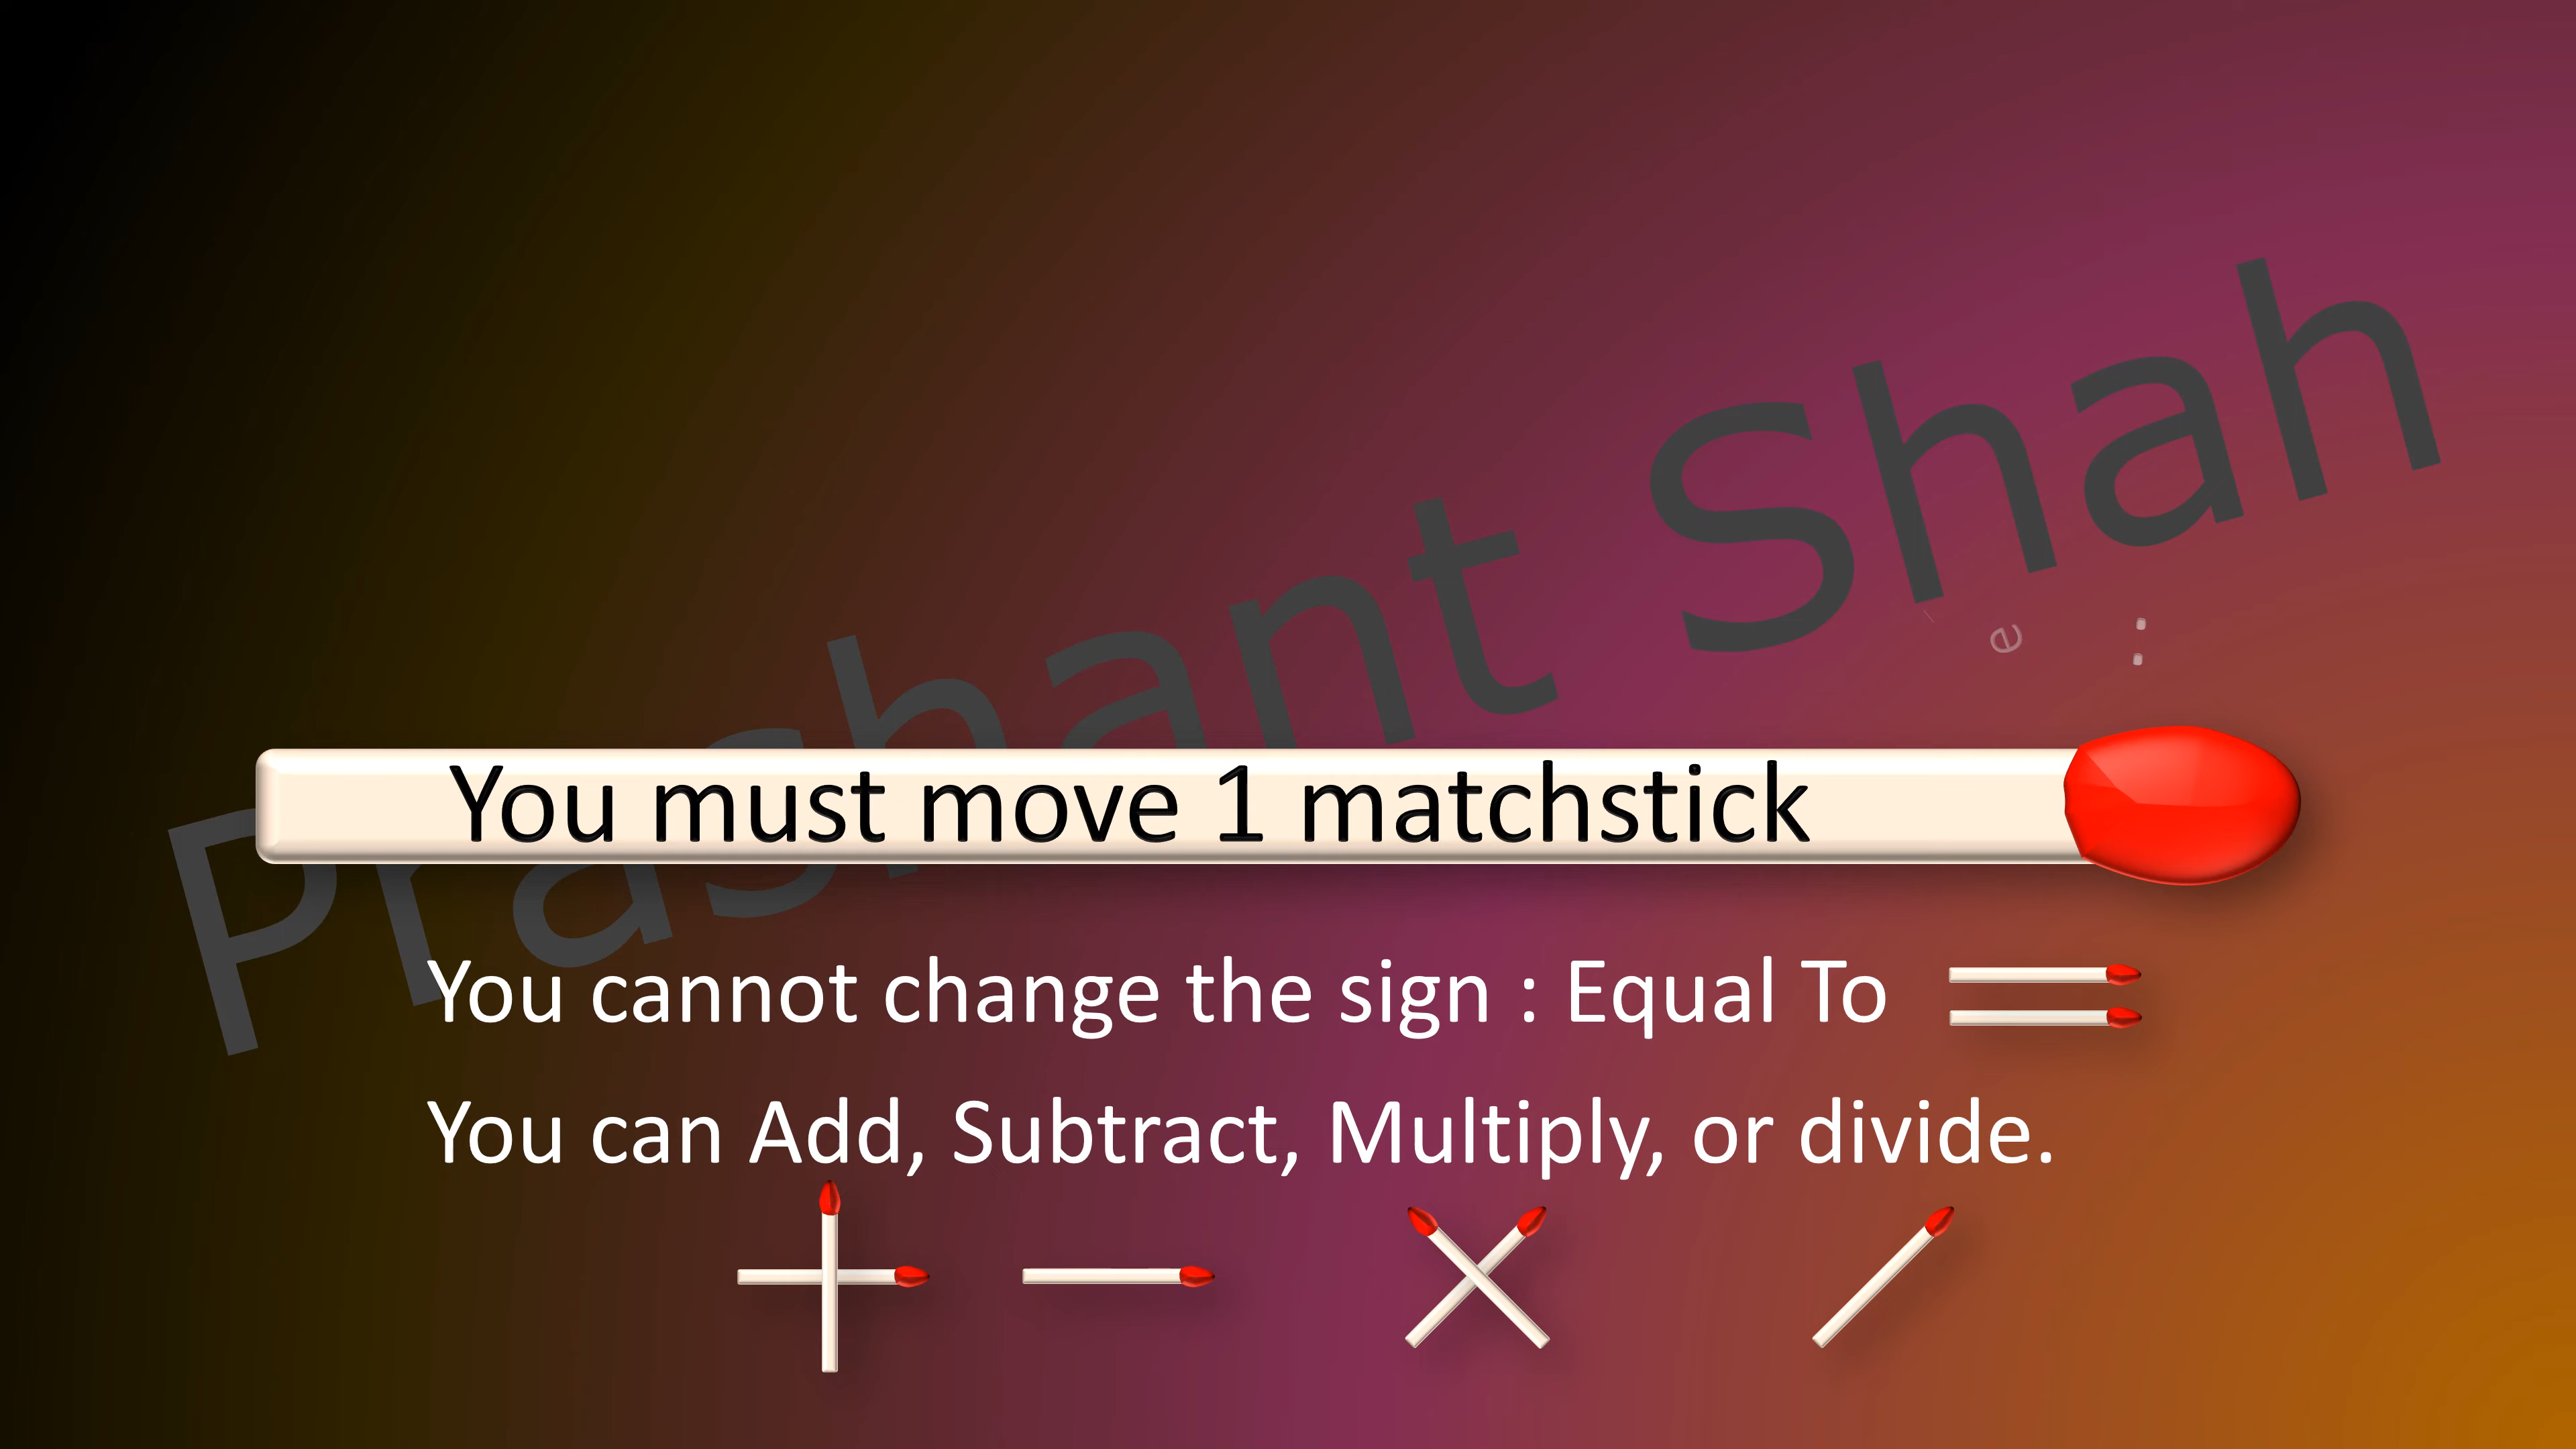 Prashant Shah
e :
You must move 1 matchstick
You cannot change the sign : Equal To =
You can Add, Subtract, Multiply, or divide.
+ - × /